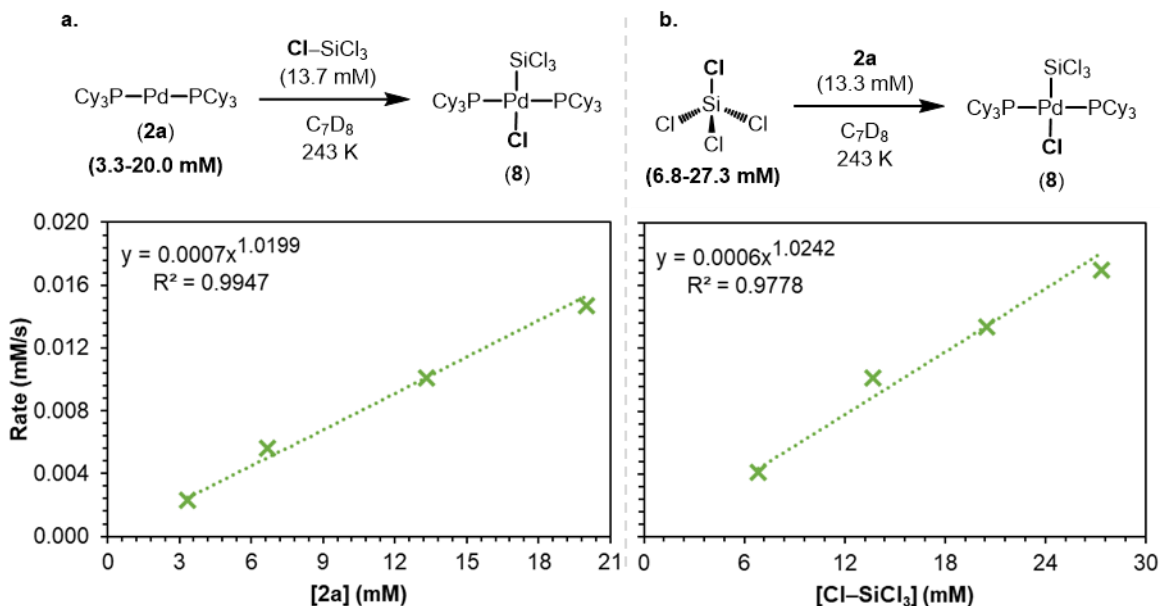 a.
Cl–SiCl3
(13.7 mM)
C7D8
243 K
Cy3P–Pd–PCy3
(2a)
(3.3-20.0 mM)
SiCl3
Cy3P–Pd–PCy3
Cl
(8)
y = 0.0007x^1.0199
R² = 0.9947
Rate (mM/s)
0.020
0.016
0.012
0.008
0.004
0.000
0 3 6 9 12 15 18 21
[2a] (mM)
b.
2a
(13.3 mM)
C7D8
243 K
Cl
Si
Cl Cl
Cl
(6.8-27.3 mM)
SiCl3
Cy3P–Pd–PCy3
Cl
(8)
y = 0.0006x^1.0242
R² = 0.9778
0 6 12 18 24 30
[Cl–SiCl3] (mM)